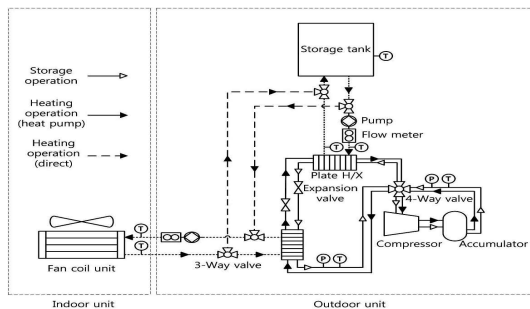 Storage
operation
Heating
operation
(heat pump)
Heating
operation
(direct)
Storage tank
T
Pump
Flow meter
T
T
Plate H/X
Expansion
valve
P
T
4-Way valve
Compressor
Accumulator
T
T
Fan coil unit
3-Way valve
P
T
Indoor unit
Outdoor unit